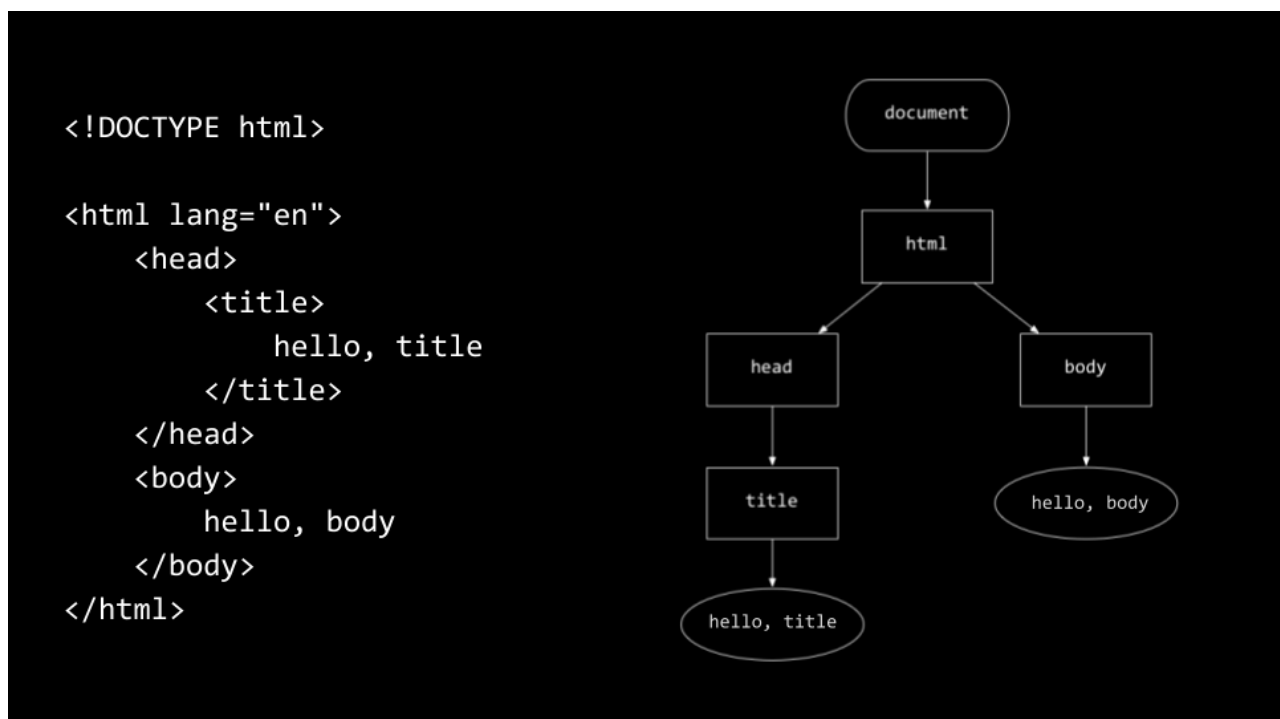 <!DOCTYPE html>
<html lang="en">
<head>
<title>
hello, title
</title>
</head>
<body>
hello, body
</body>
</html>
document
html
head
body
title
hello, body
hello, title